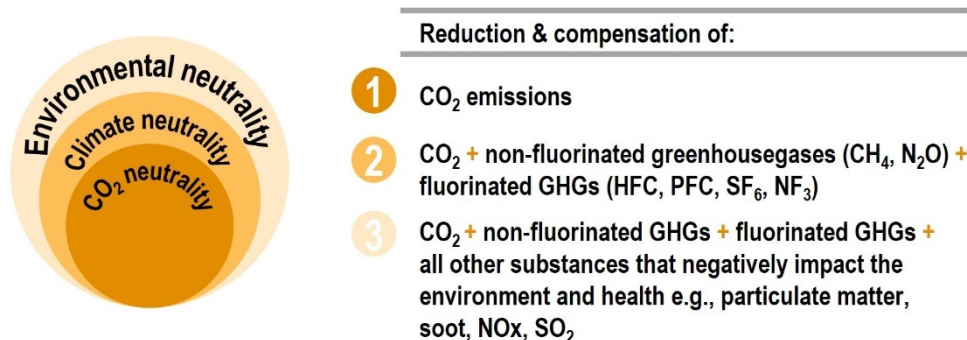 Environmental neutrality
Climate neutrality
CO₂ neutrality
Reduction & compensation of:
1
CO₂ emissions
2
CO₂ + non-fluorinated greenhousegases (CH₄, N₂O) +
fluorinated GHGs (HFC, PFC, SF₆, NF₃)
3
CO₂ + non-fluorinated GHGs + fluorinated GHGs +
all other substances that negatively impact the
environment and health e.g., particulate matter,
soot, NOx, SO₂